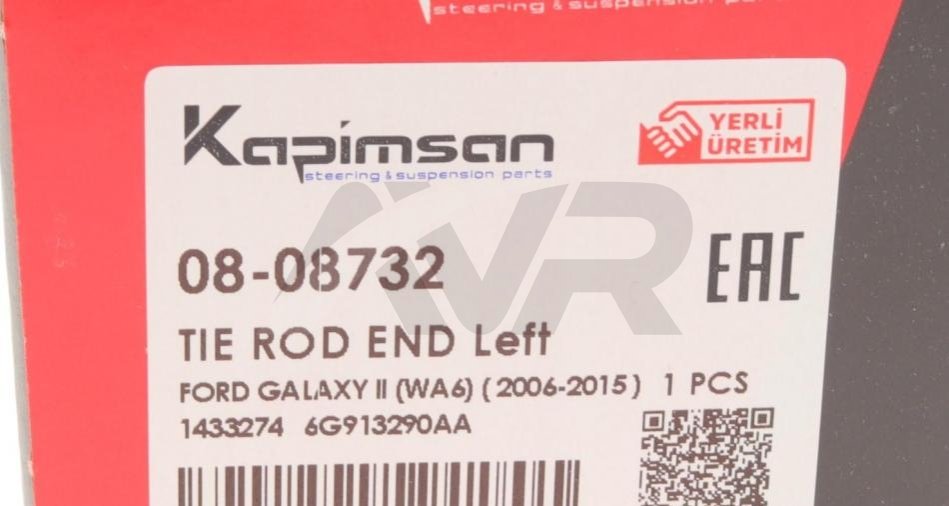 steering & suspension parts
Kapimsan
steering & suspension parts
YERLİ
ÜRETİM
VR
08-08732
EAC
TIE ROD END Left
FORD GALAXY II (WA6) ( 2006-2015 ) 1 PCS
1433274 6G913290AA